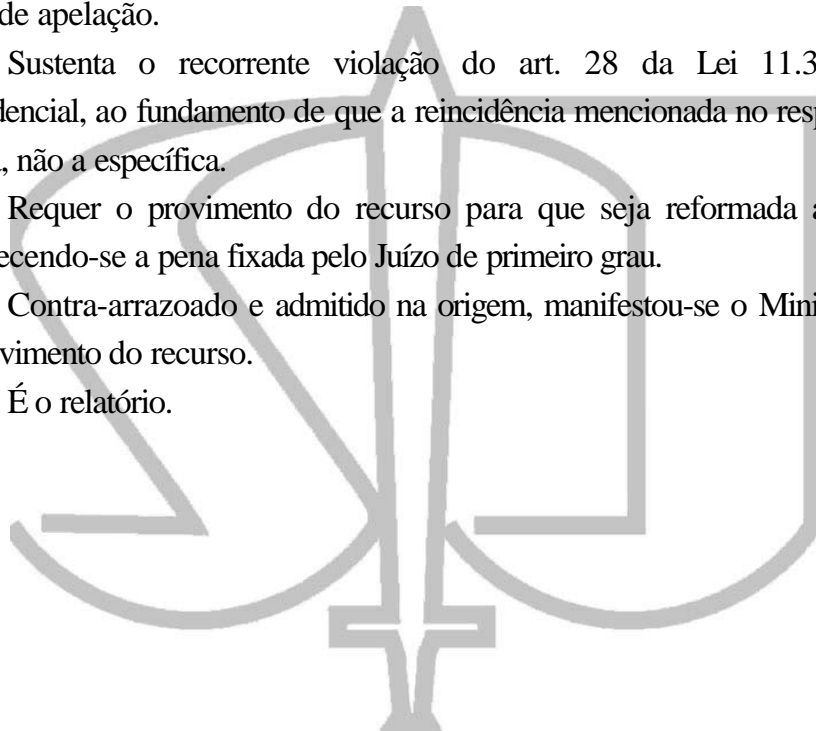 de apelação.
Sustenta o recorrente violação do art. 28 da Lei 11.3
dencial, ao fundamento de que a reincidência mencionada no resp
, não a específica.
Requer o provimento do recurso para que seja reformada a
ecendo-se a pena fixada pelo Juízo de primeiro grau.
Contra-arrazoado e admitido na origem, manifestou-se o Mini
vimento do recurso.
É o relatório.